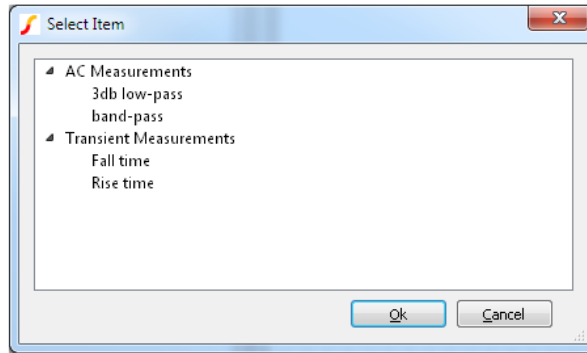 Select Item
AC Measurements
3db low-pass
band-pass
Transient Measurements
Fall time
Rise time
Ok Cancel